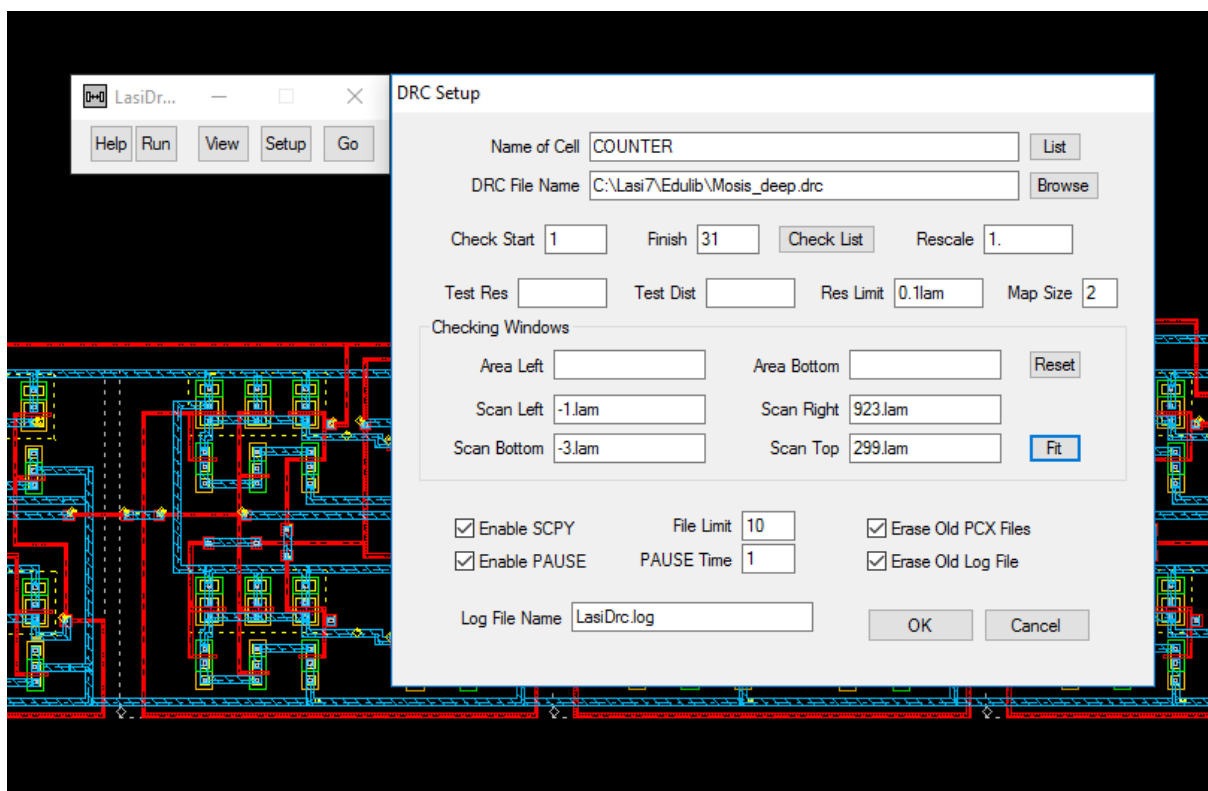 LasiDr...
Help Run View Setup Go
DRC Setup
Name of Cell COUNTER List
DRC File Name C:\Lasi7\Edulib\Mosis_deep.drc Browse
Check Start 1 Finish 31 Check List Rescale 1.
Test Res Test Dist Res Limit 0.1lam Map Size 2
Checking Windows
Area Left Area Bottom Reset
Scan Left -1.lam Scan Right 923.lam
Scan Bottom -3.lam Scan Top 299.lam Fit
Enable SCPY File Limit 10 Erase Old PCX Files
Enable PAUSE PAUSE Time 1 Erase Old Log File
Log File Name LasiDrc.log OK Cancel